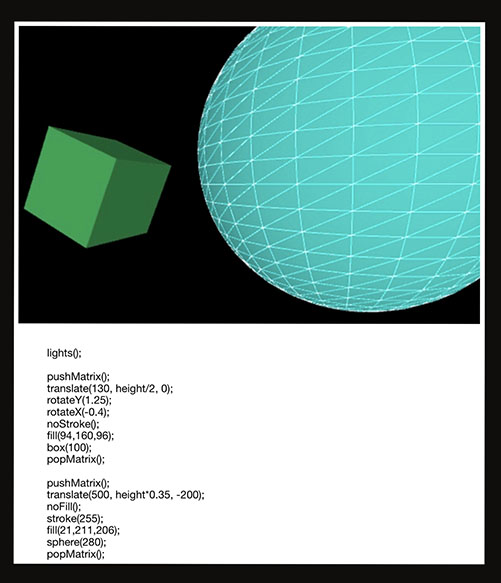 lights();
pushMatrix();
translate(130, height/2, 0);
rotateY(1.25);
rotateX(-0.4);
noStroke();
fill(94,160,96);
box(100);
popMatrix();
pushMatrix();
translate(500, height*0.35, -200);
noFill();
stroke(255);
fill(21,211,206);
sphere(280);
popMatrix();